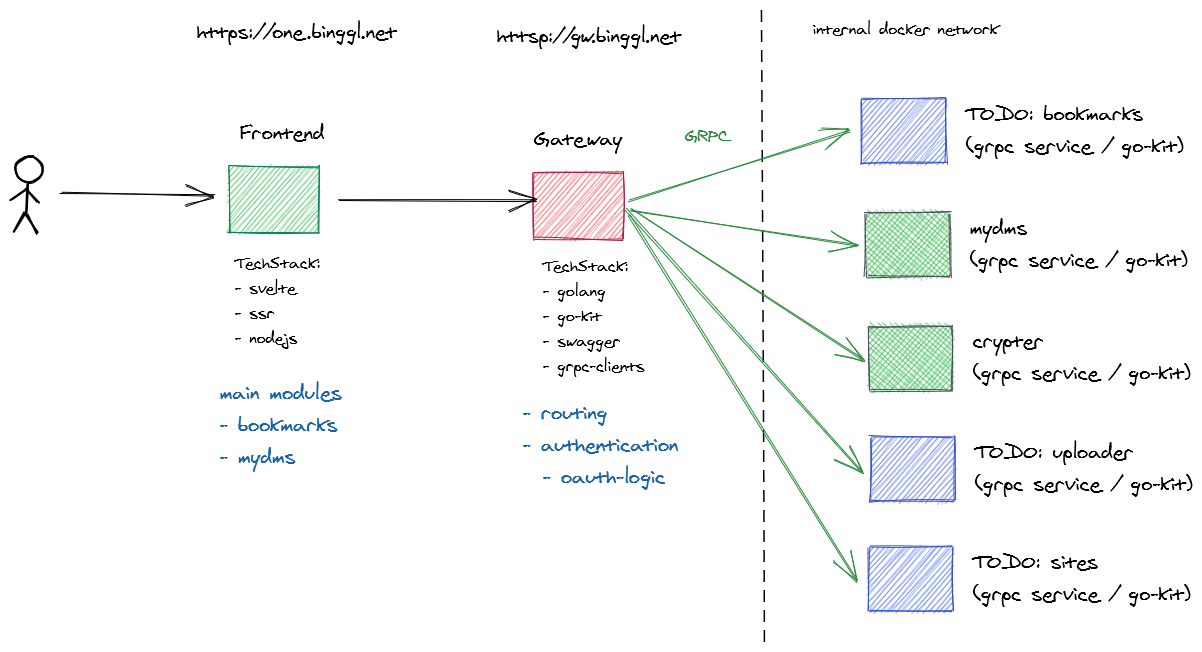 https://one.binggl.net
httsp://gw.binggl.net
internal docker network
Frontend
TechStack:
- svelte
- ssr
- nodejs
main modules
- bookmarks
- mydms
Gateway
TechStack:
- golang
- go-kit
- swagger
- grpc-clients
- routing
- authentication
- oauth-logic
GRPC
TODO: bookmarks
(grpc service / go-kit)
mydms
(grpc service / go-kit)
crypter
(grpc service / go-kit)
TODO: uploader
(grpc service / go-kit)
TODO: sites
(grpc service / go-kit)